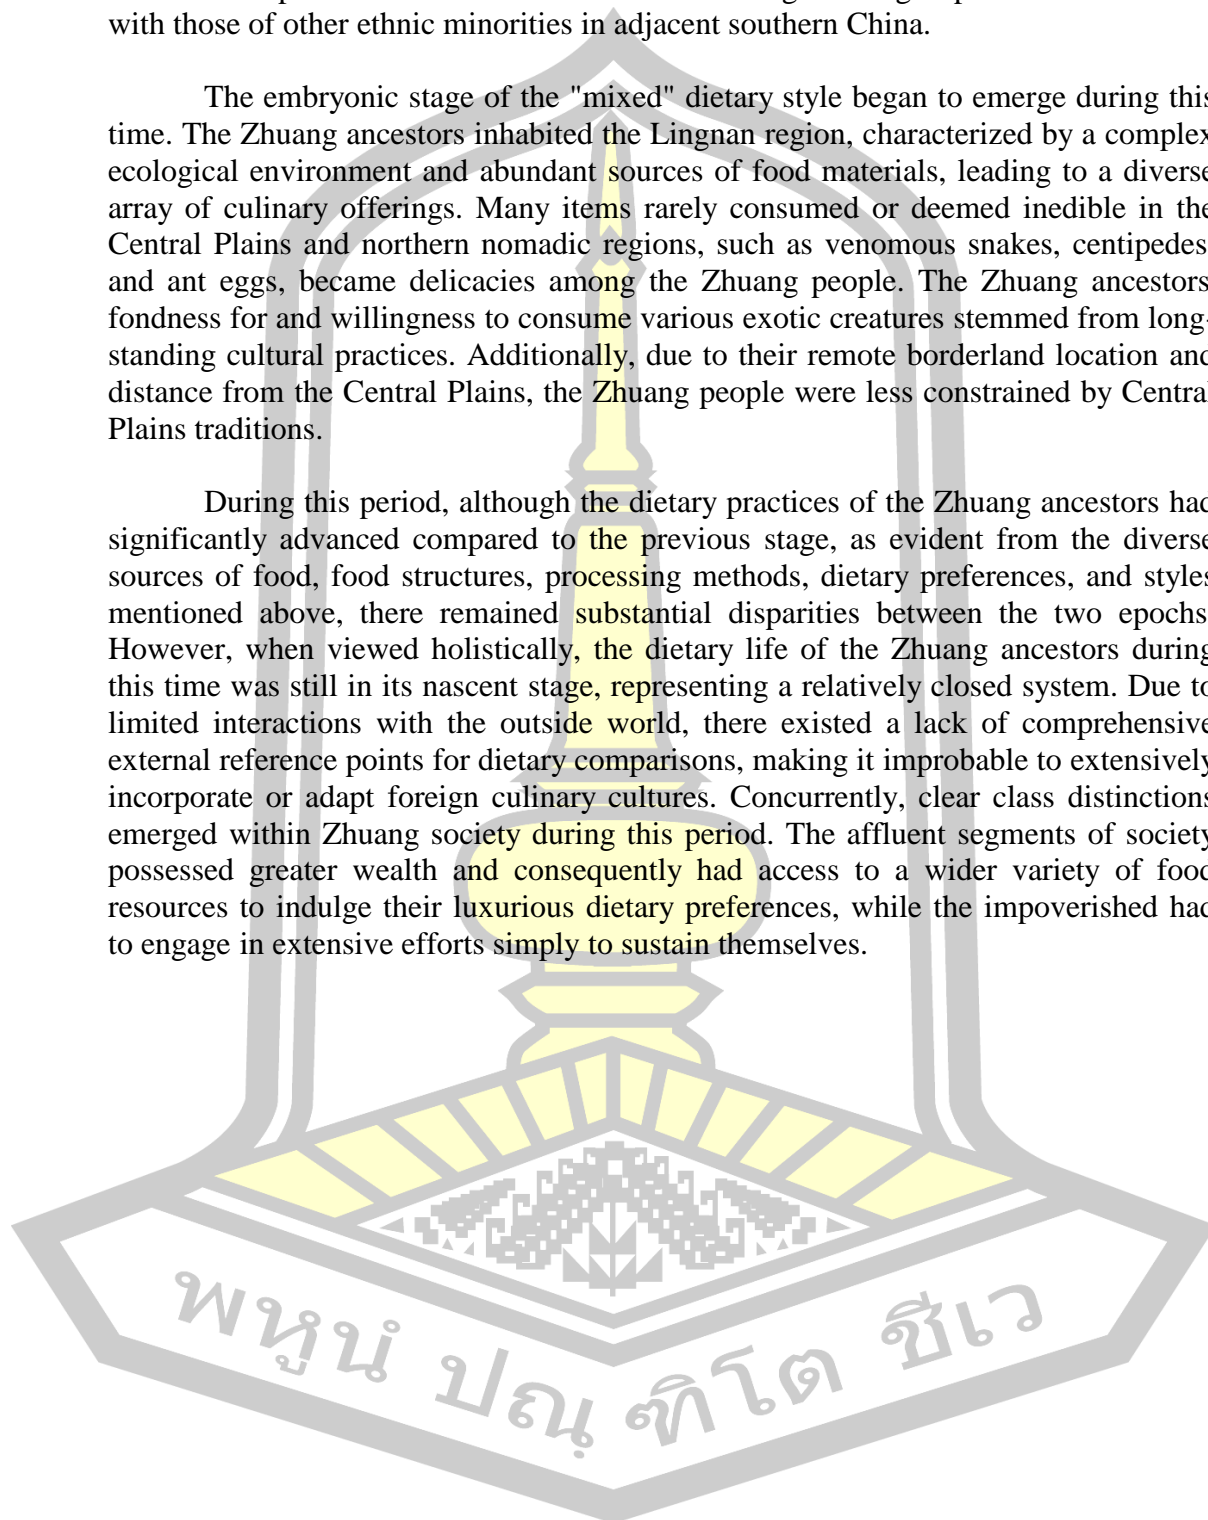 with those of other ethnic minorities in adjacent southern China.
The embryonic stage of the "mixed" dietary style began to emerge during this
time. The Zhuang ancestors inhabited the Lingnan region, characterized by a complex
ecological environment and abundant sources of food materials, leading to a diverse
array of culinary offerings. Many items rarely consumed or deemed inedible in the
Central Plains and northern nomadic regions, such as venomous snakes, centipedes
and ant eggs, became delicacies among the Zhuang people. The Zhuang ancestors
fondness for and willingness to consume various exotic creatures stemmed from long-
standing cultural practices. Additionally, due to their remote borderland location and
distance from the Central Plains, the Zhuang people were less constrained by Central
Plains traditions.
During this period, although the dietary practices of the Zhuang ancestors had
significantly advanced compared to the previous stage, as evident from the diverse
sources of food, food structures, processing methods, dietary preferences, and styles
mentioned above, there remained substantial disparities between the two epochs.
However, when viewed holistically, the dietary life of the Zhuang ancestors during
this time was still in its nascent stage, representing a relatively closed system. Due to
limited interactions with the outside world, there existed a lack of comprehensive
external reference points for dietary comparisons, making it improbable to extensively
incorporate or adapt foreign culinary cultures. Concurrently, clear class distinctions
emerged within Zhuang society during this period. The affluent segments of society
possessed greater wealth and consequently had access to a wider variety of food
resources to indulge their luxurious dietary preferences, while the impoverished had
to engage in extensive efforts simply to sustain themselves.
พหูนํ ปณฺฑิโต ชีเว